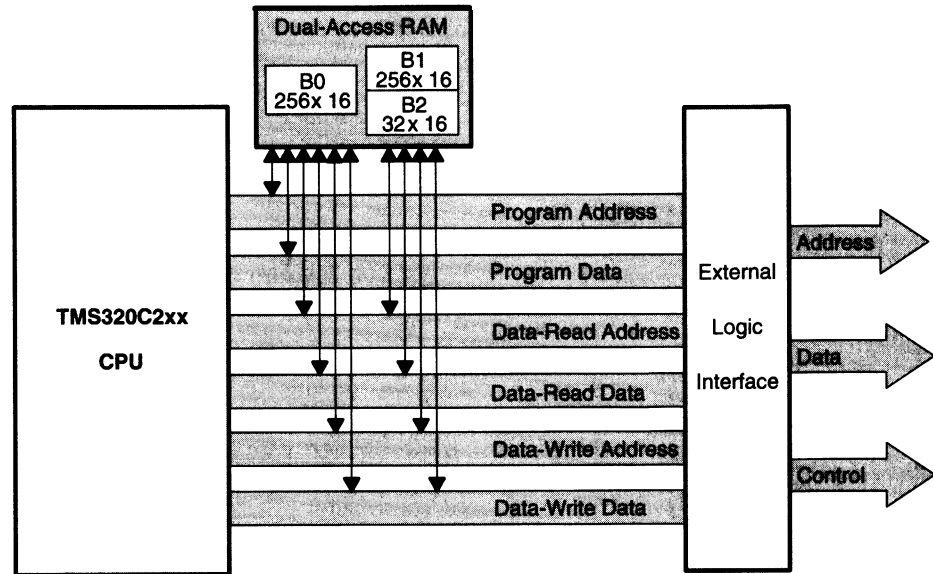 Dual-Access RAM
B0
256x 16
B1
256x 16
B2
32x 16
TMS320C2xx
CPU
Program Address
Program Data
Data-Read Address
Data-Read Data
Data-Write Address
Data-Write Data
External
Logic
Interface
Address
Data
Control